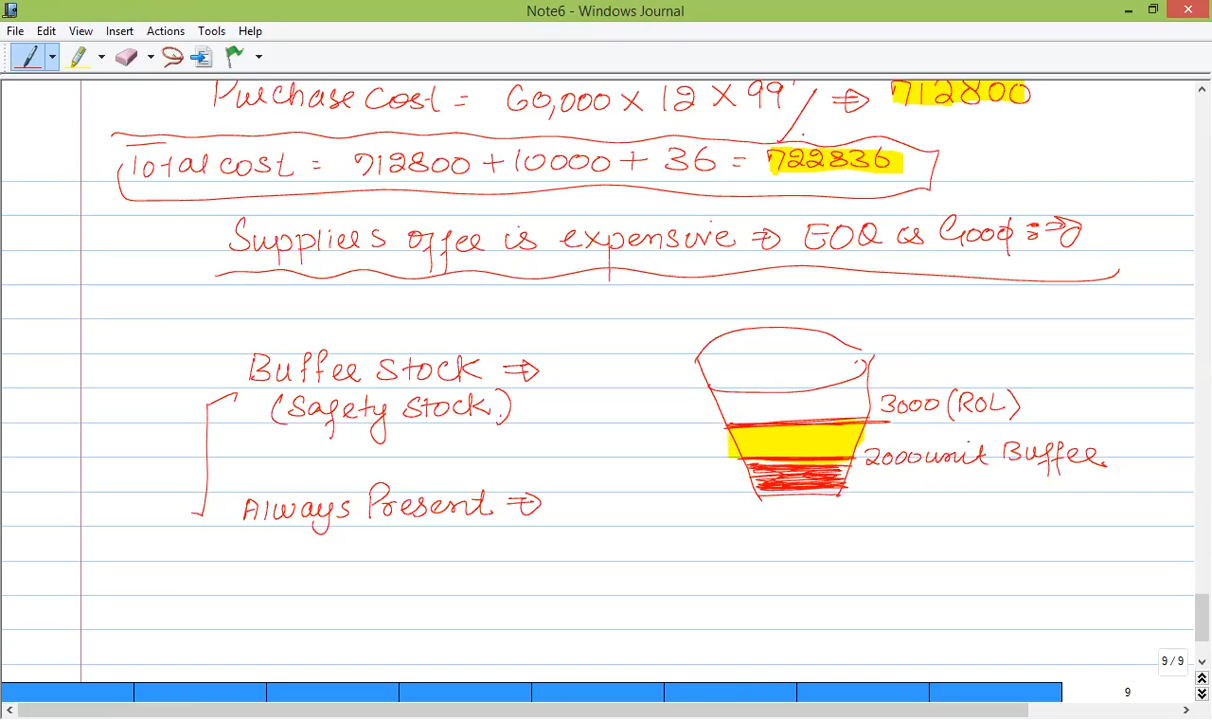 Note6 - Windows Journal
File Edit View Insert Actions Tools Help
Purchase Cost = 60,000 X 12 X 99% ⇒ 712800
Total cost = 712800 + 10000 + 36 = 722836
Suppliers offer is expensive ⇒ EOQ is Good :⇒
Buffer Stock ⇒
(Safety Stock.)
3000 (ROL)
2000 unit Buffer.
Always Present ⇒
9 / 9
9